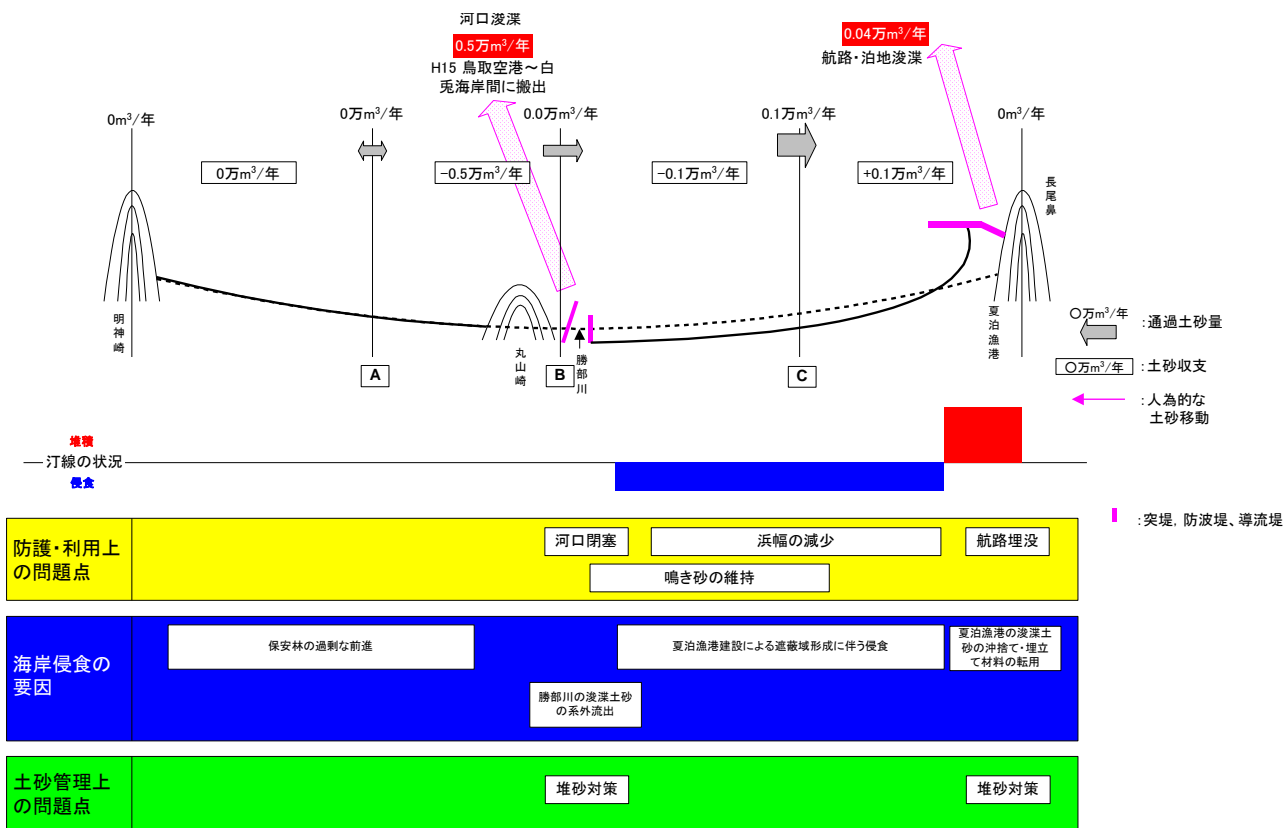 河口浚渫
0.5万m³/年
H15 鳥取空港～白
兎海岸間に搬出
0.04万m³/年
航路・泊地浚渫
0m³/年
0万m³/年
0.0万m³/年
0.1万m³/年
0m³/年
0万m³/年
−0.5万m³/年
−0.1万m³/年
+0.1万m³/年
長尾鼻
明神崎
丸山崎
勝部川
夏泊漁港
A
B
C
〇万m³/年
:通過土砂量
〇万m³/年
:土砂収支
:人為的な
土砂移動
堆積
汀線の状況
侵食
:突堤，防波堤、導流堤
防護・利用上
の問題点
河口閉塞
浜幅の減少
航路埋没
鳴き砂の維持
海岸侵食の
要因
保安林の過剰な前進
夏泊漁港建設による遮蔽域形成に伴う侵食
夏泊漁港の浚渫土
砂の沖捨て・埋立
て材料の転用
勝部川の浚渫土砂
の系外流出
土砂管理上
の問題点
堆砂対策
堆砂対策